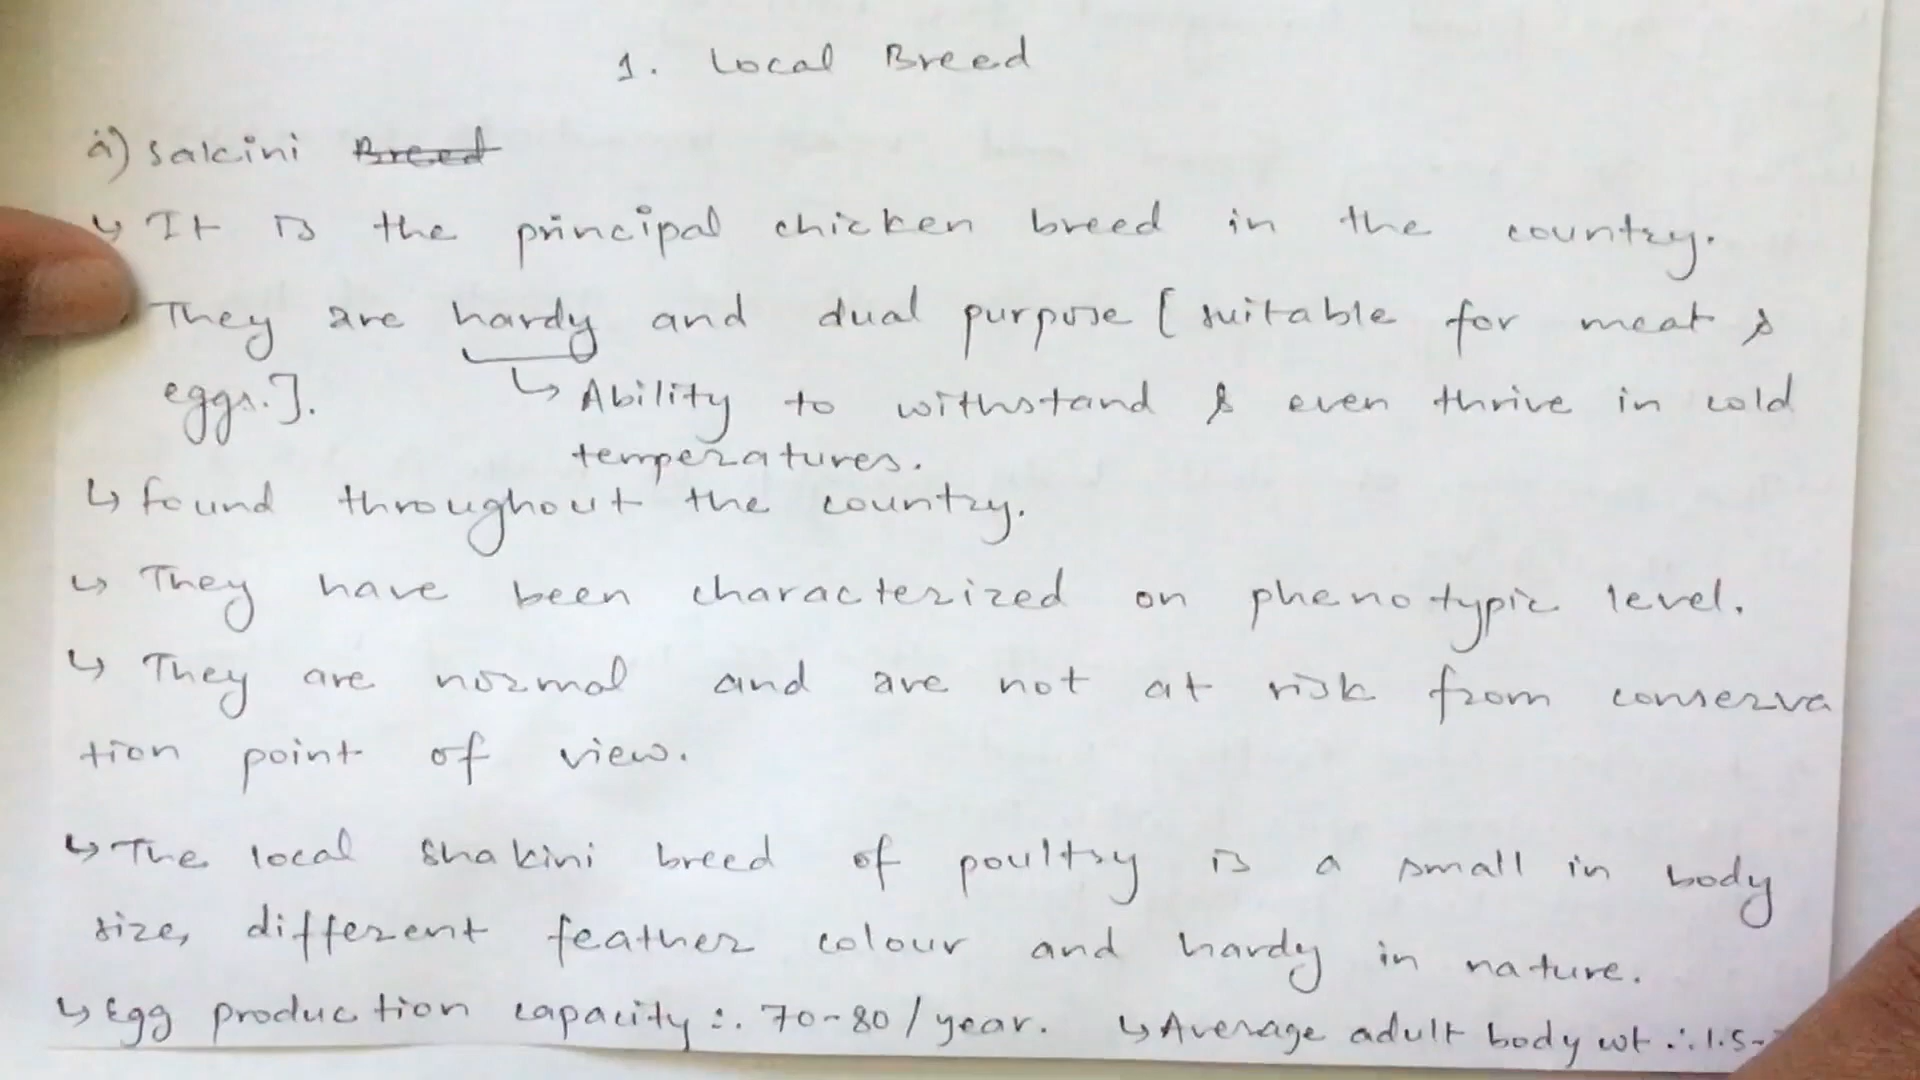 1. Local Breed
a) Sakini Breed
↳ It is the principal chicken breed in the country.
They are hardy and dual purpose [suitable for meat &
eggs.].
↳ Ability to withstand & even thrive in cold
temperatures.
↳ found throughout the country.
↳ They have been characterized on phenotypic level.
↳ They are normal and are not at risk from conserva
tion point of view.
↳ The local Shakini breed of poultry is a small in body
size, different feather colour and hardy in nature.
↳ Egg production capacity :. 70-80/year. ↳ Average adult body wt ∴ 1.5-